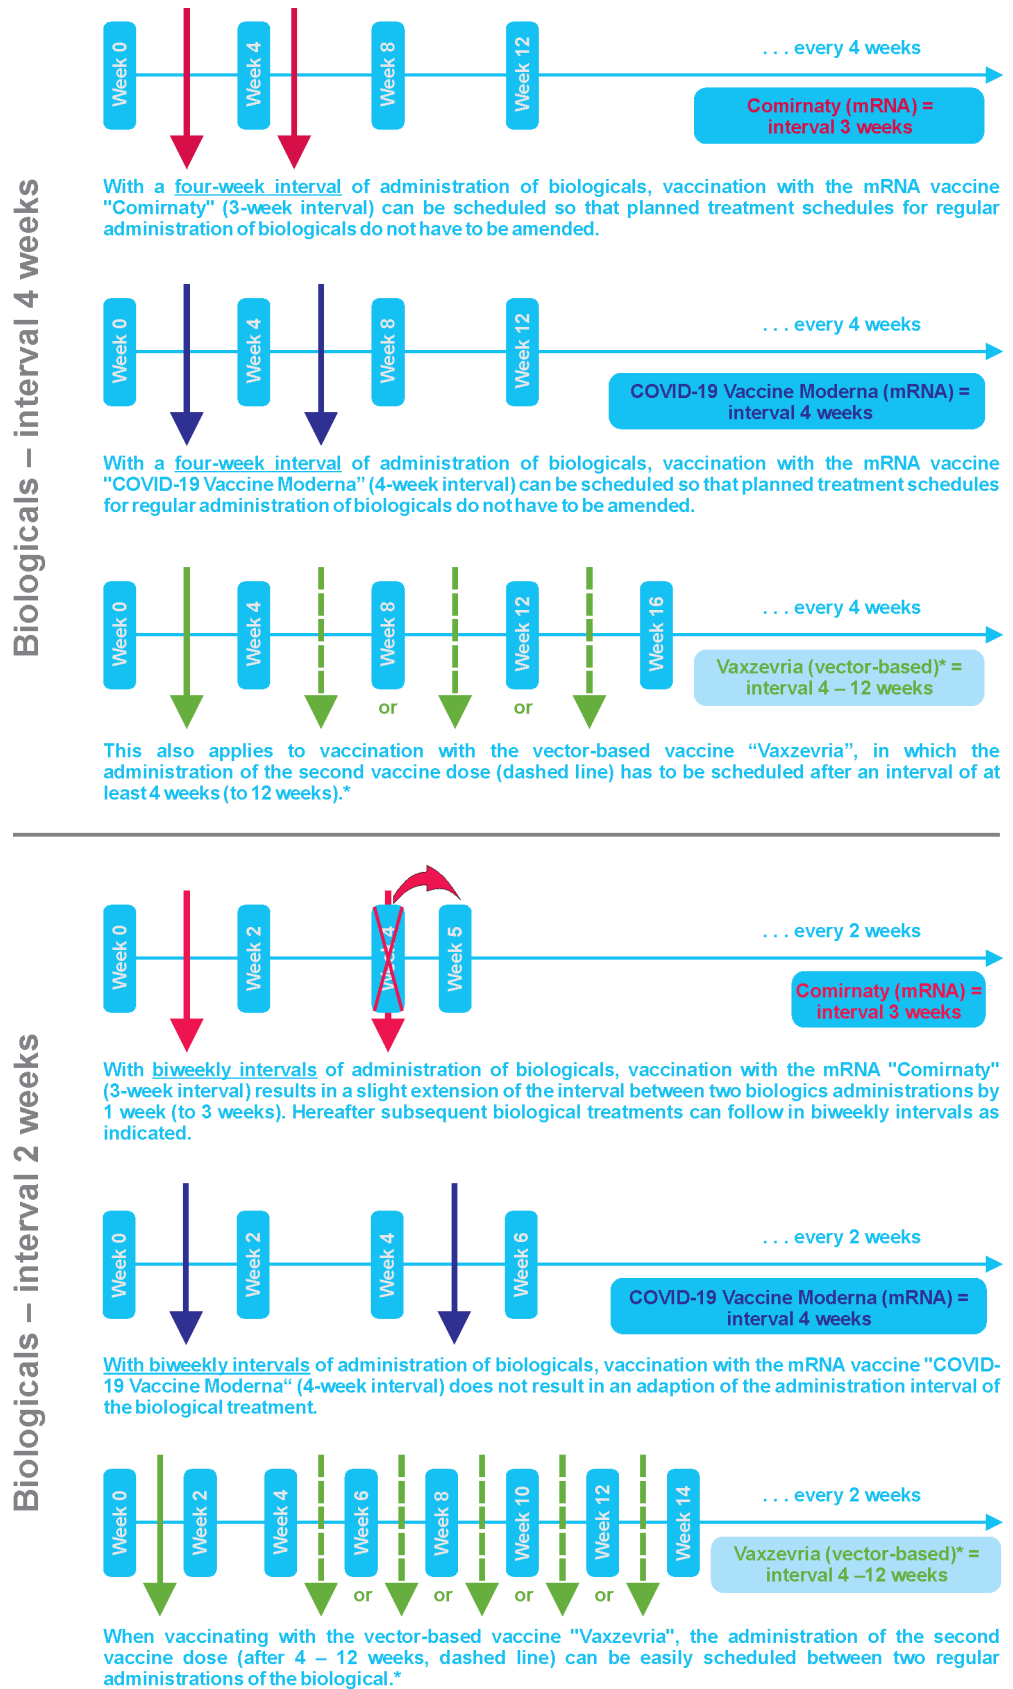 Biologicals – interval 4 weeks
Week 0
Week 4
Week 8
Week 12
. . . every 4 weeks
Comirnaty (mRNA) =
interval 3 weeks
With a four-week interval of administration of biologicals, vaccination with the mRNA vaccine
"Comirnaty" (3-week interval) can be scheduled so that planned treatment schedules for regular
administration of biologicals do not have to be amended.
Week 0
Week 4
Week 8
Week 12
. . . every 4 weeks
COVID-19 Vaccine Moderna (mRNA) =
interval 4 weeks
With a four-week interval of administration of biologicals, vaccination with the mRNA vaccine
"COVID-19 Vaccine Moderna” (4-week interval) can be scheduled so that planned treatment schedules
for regular administration of biologicals do not have to be amended.
Week 0
Week 4
Week 8
Week 12
Week 16
. . . every 4 weeks
or
or
Vaxzevria (vector-based)* =
interval 4 – 12 weeks
This also applies to vaccination with the vector-based vaccine “Vaxzevria”, in which the
administration of the second vaccine dose (dashed line) has to be scheduled after an interval of at
least 4 weeks (to 12 weeks).*
Biologicals – interval 2 weeks
Week 0
Week 2
Week 4
Week 5
. . . every 2 weeks
Comirnaty (mRNA) =
interval 3 weeks
With biweekly intervals of administration of biologicals, vaccination with the mRNA "Comirnaty"
(3-week interval) results in a slight extension of the interval between two biologics administrations by
1 week (to 3 weeks). Hereafter subsequent biological treatments can follow in biweekly intervals as
indicated.
Week 0
Week 2
Week 4
Week 6
. . . every 2 weeks
COVID-19 Vaccine Moderna (mRNA) =
interval 4 weeks
With biweekly intervals of administration of biologicals, vaccination with the mRNA vaccine "COVID-
19 Vaccine Moderna“ (4-week interval) does not result in an adaption of the administration interval of
the biological treatment.
Week 0
Week 2
Week 4
Week 6
Week 8
Week 10
Week 12
Week 14
. . . every 2 weeks
or
or
or
or
Vaxzevria (vector-based)* =
interval 4 –12 weeks
When vaccinating with the vector-based vaccine "Vaxzevria", the administration of the second
vaccine dose (after 4 – 12 weeks, dashed line) can be easily scheduled between two regular
administrations of the biological.*